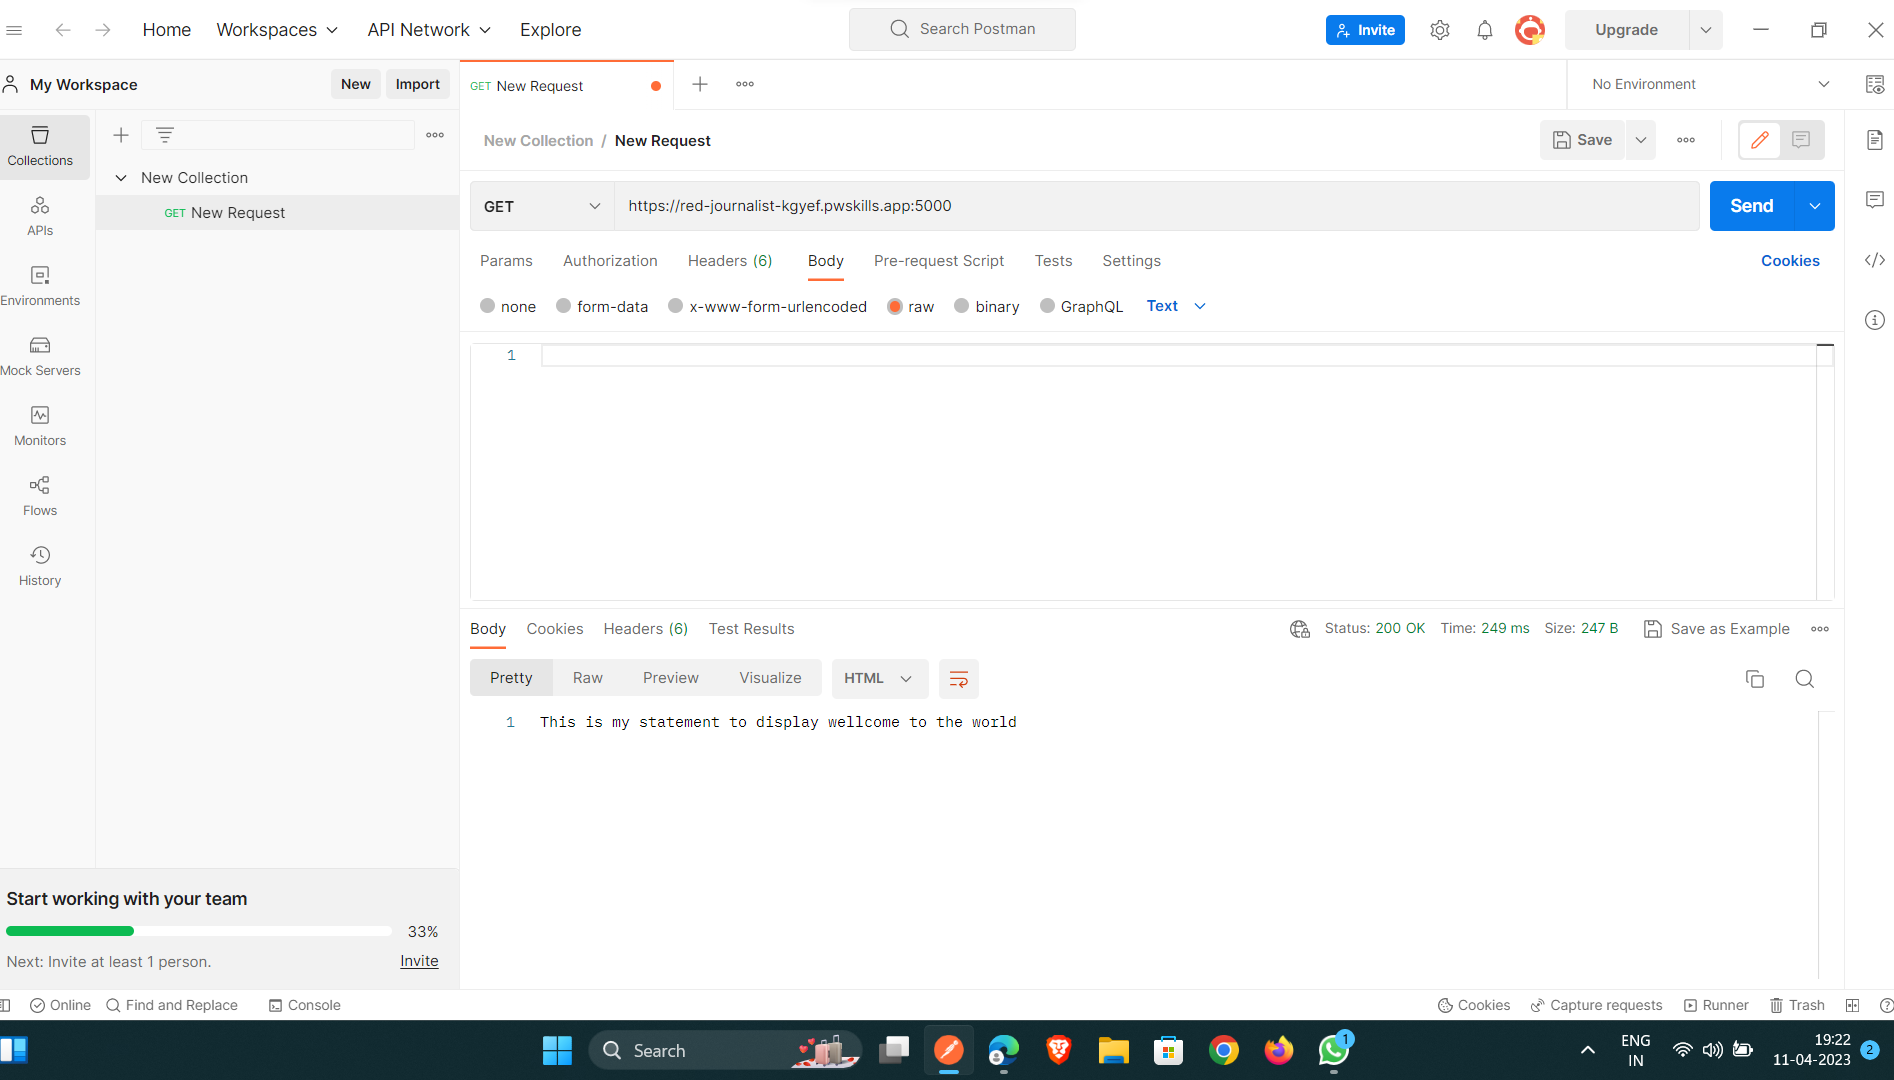 Home Workspaces API Network Explore Search Postman Invite Upgrade
My Workspace New Import GET New Request No Environment
Collections
APIs
Environments
Mock Servers
Monitors
Flows
History
New Collection
GET New Request
New Collection / New Request Save
GET https://red-journalist-kgyef.pwskills.app:5000 Send
Params Authorization Headers (6) Body Pre-request Script Tests Settings Cookies
none form-data x-www-form-urlencoded raw binary GraphQL Text
1
Body Cookies Headers (6) Test Results Status: 200 OK Time: 249 ms Size: 247 B Save as Example
Pretty Raw Preview Visualize HTML
1 This is my statement to display wellcome to the world
Start working with your team
33%
Next: Invite at least 1 person. Invite
Online Find and Replace Console Cookies Capture requests Runner Trash
Search 1 ENG 19:22
IN 11-04-2023 2